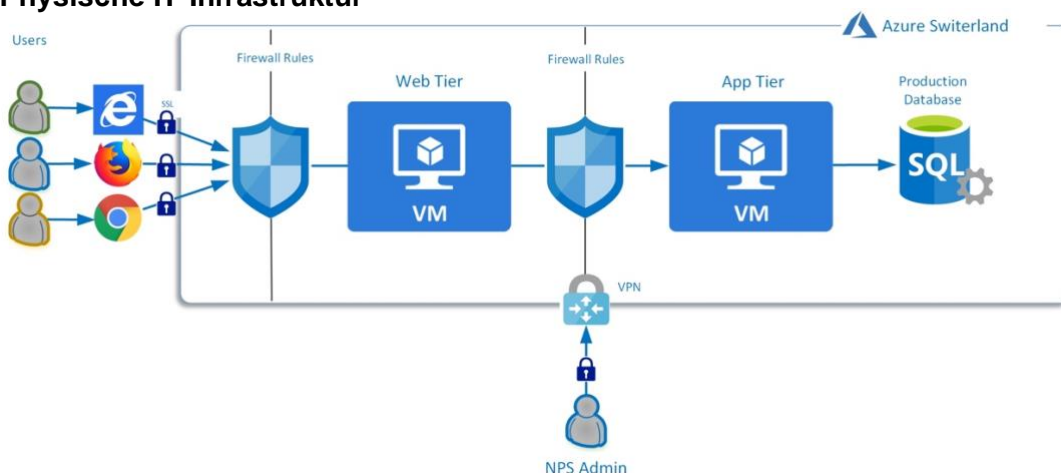 Physische IT-Infrastruktur
Users
Azure Switerland
Firewall Rules
Firewall Rules
Web Tier
App Tier
Production
Database
SSL
SQL
VM
VM
VPN
NPS Admin